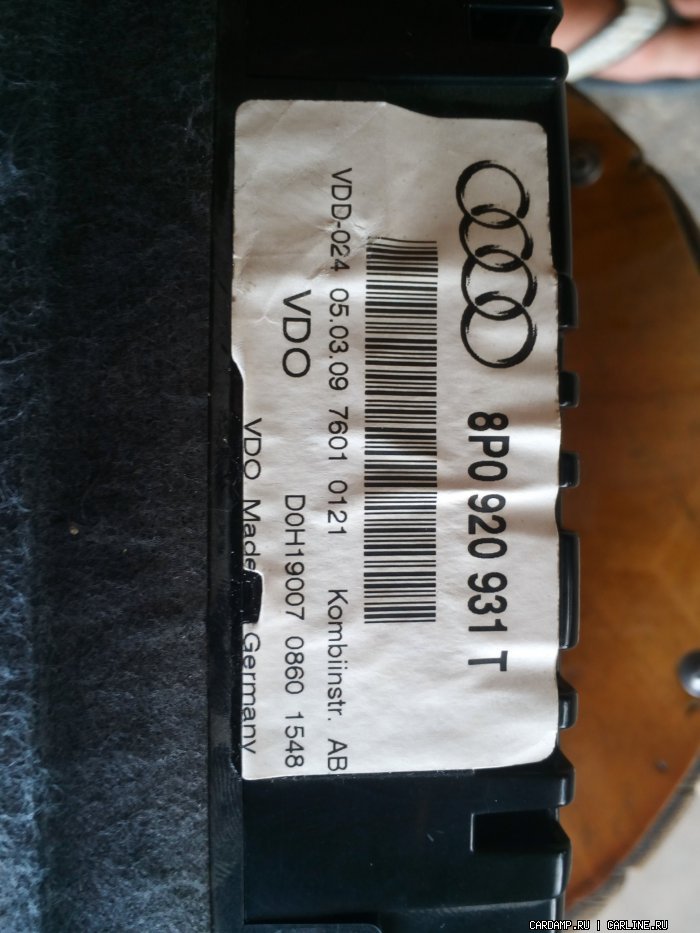 8P0 920 931 T
VDD-024 05.03.09 7601 0121 Kombiinstr. AB
VDO D0H19007 0860 1548
VDO Made Germany
CARDAMP.RU | CARLINE.RU